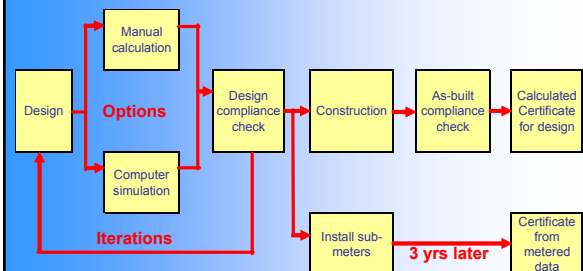 Manual
calculation
Design
Options
Design
compliance
check
Construction
As-built
compliance
check
Calculated
Certificate
for design
Computer
simulation
Iterations
Install sub-
meters
3 yrs later
Certificate
from
metered
data